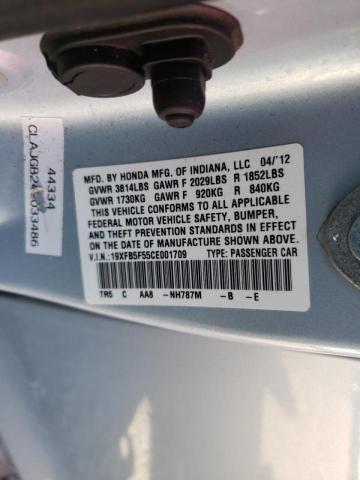 44334
CLAJGB24
033466
MFD. BY HONDA MFG. OF INDIANA, LLC 04/'12
GVWR 3814LBS GAWR F 2029LBS R 1852LBS
GVWR 1730KG GAWR F 920KG R 840KG
THIS VEHICLE CONFORMS TO ALL APPLICABLE
FEDERAL MOTOR VEHICLE SAFETY, BUMPER,
AND THEFT PREVENTION STANDARDS IN EFFECT
ON THE DATE OF MANUFACTURE SHOWN ABOVE.
V.I.N.: 19XFB5F55CE001709 TYPE: PASSENGER CAR
TR5 C AA8 -NH787M -B -E